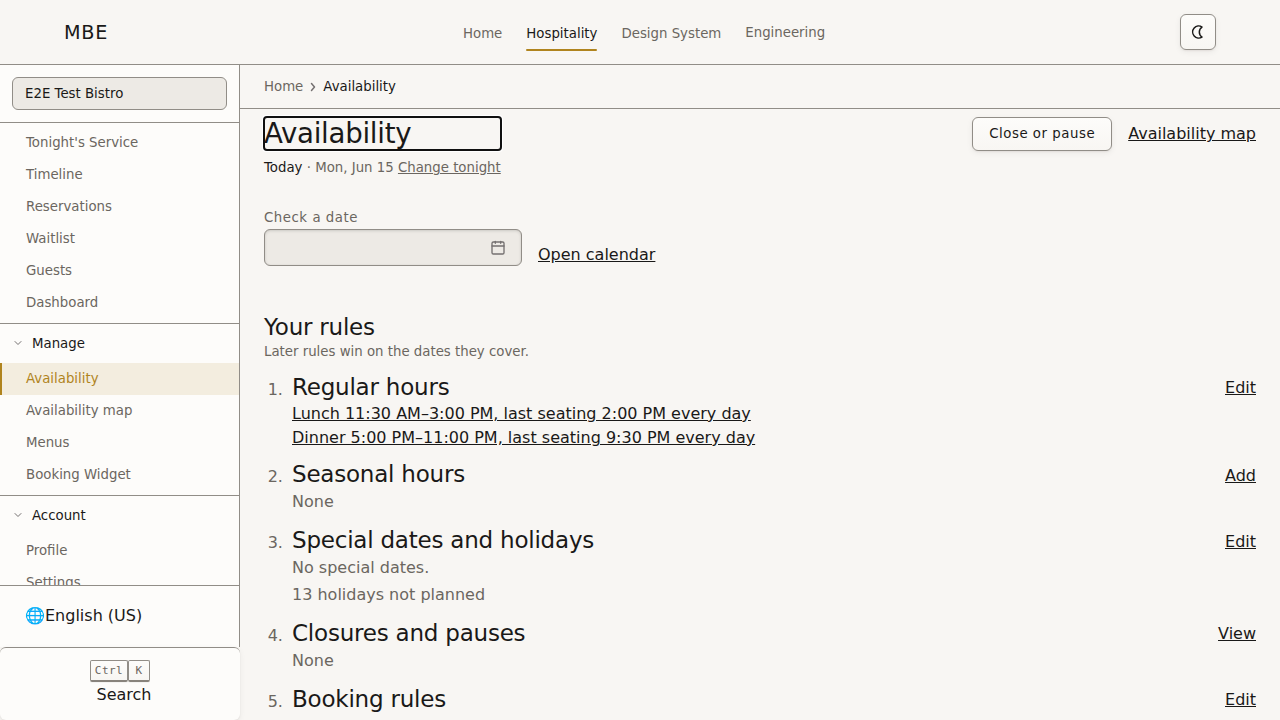 MBE
Home
Hospitality
Design System
Engineering
E2E Test Bistro
Tonight's Service
Timeline
Reservations
Waitlist
Guests
Dashboard
Manage
Availability
Availability map
Menus
Booking Widget
Account
Profile
Settings
English (US)
Ctrl K
Search
Home > Availability
Availability
Close or pause
Availability map
Today · Mon, Jun 15 Change tonight
Check a date
Open calendar
Your rules
Later rules win on the dates they cover.
1. Regular hours
Edit
Lunch 11:30 AM–3:00 PM, last seating 2:00 PM every day
Dinner 5:00 PM–11:00 PM, last seating 9:30 PM every day
2. Seasonal hours
Add
None
3. Special dates and holidays
Edit
No special dates.
13 holidays not planned
4. Closures and pauses
View
None
5. Booking rules
Edit